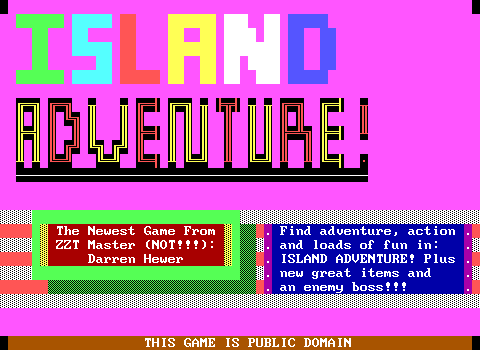 ISLAND
ADVENTURE!
The Newest Game From
ZZT Master (NOT!!!):
Darren Hewer
Find adventure, action
and loads of fun in:
ISLAND ADVENTURE! Plus
new great items and
an enemy boss!!!
THIS GAME IS PUBLIC DOMAIN